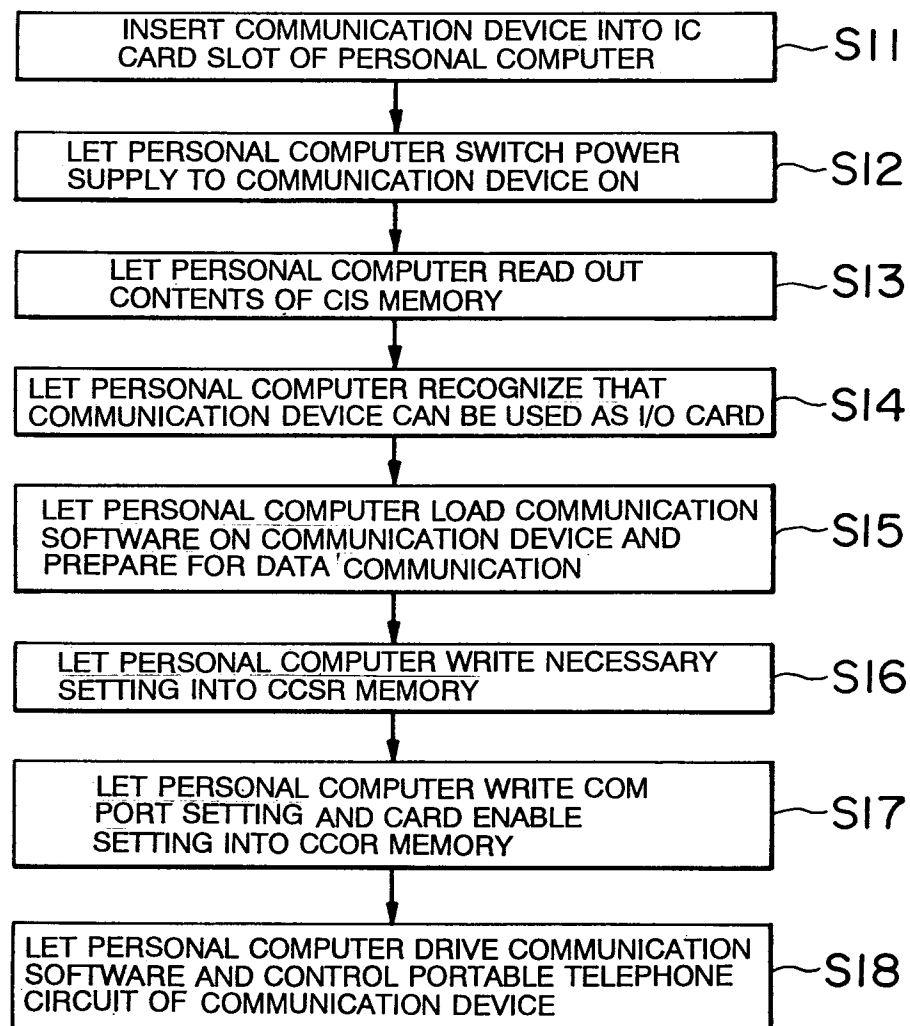 INSERT COMMUNICATION DEVICE INTO IC
CARD SLOT OF PERSONAL COMPUTER
S11
LET PERSONAL COMPUTER SWITCH POWER
SUPPLY TO COMMUNICATION DEVICE ON
S12
LET PERSONAL COMPUTER READ OUT
CONTENTS OF CIS MEMORY
S13
LET PERSONAL COMPUTER RECOGNIZE THAT
COMMUNICATION DEVICE CAN BE USED AS I/O CARD
S14
LET PERSONAL COMPUTER LOAD COMMUNICATION
SOFTWARE ON COMMUNICATION DEVICE AND
PREPARE FOR DATA COMMUNICATION
S15
LET PERSONAL COMPUTER WRITE NECESSARY
SETTING INTO CCSR MEMORY
S16
LET PERSONAL COMPUTER WRITE COM
PORT SETTING AND CARD ENABLE
SETTING INTO CCOR MEMORY
S17
LET PERSONAL COMPUTER DRIVE COMMUNICATION
SOFTWARE AND CONTROL PORTABLE TELEPHONE
CIRCUIT OF COMMUNICATION DEVICE
S18